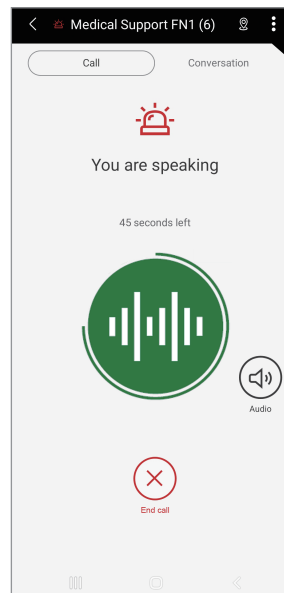 Medical Support FN1 (6)
Call
Conversation
You are speaking
45 seconds left
Audio
End call